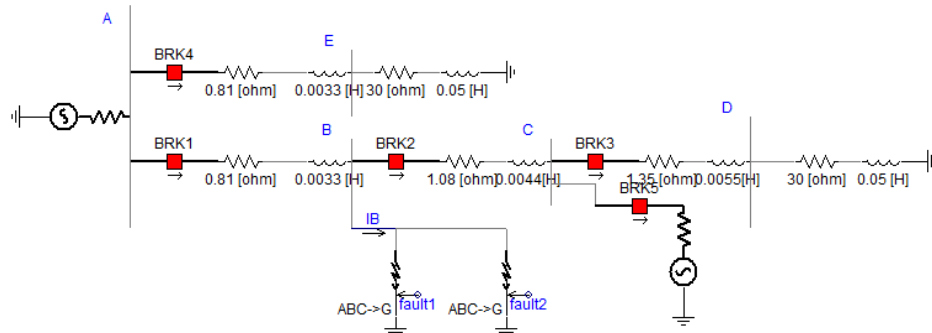 A
E
BRK4
0.81 [ohm] 0.0033 [H] 30 [ohm] 0.05 [H]
B
C
D
BRK1
BRK2
BRK3
0.81 [ohm] 0.0033 [H]
1.08 [ohm] 0.0044[H]
1.35 [ohm] 0.0055[H]
30 [ohm] 0.05 [H]
BRK5
IB
ABC->G fault1
ABC->G fault2